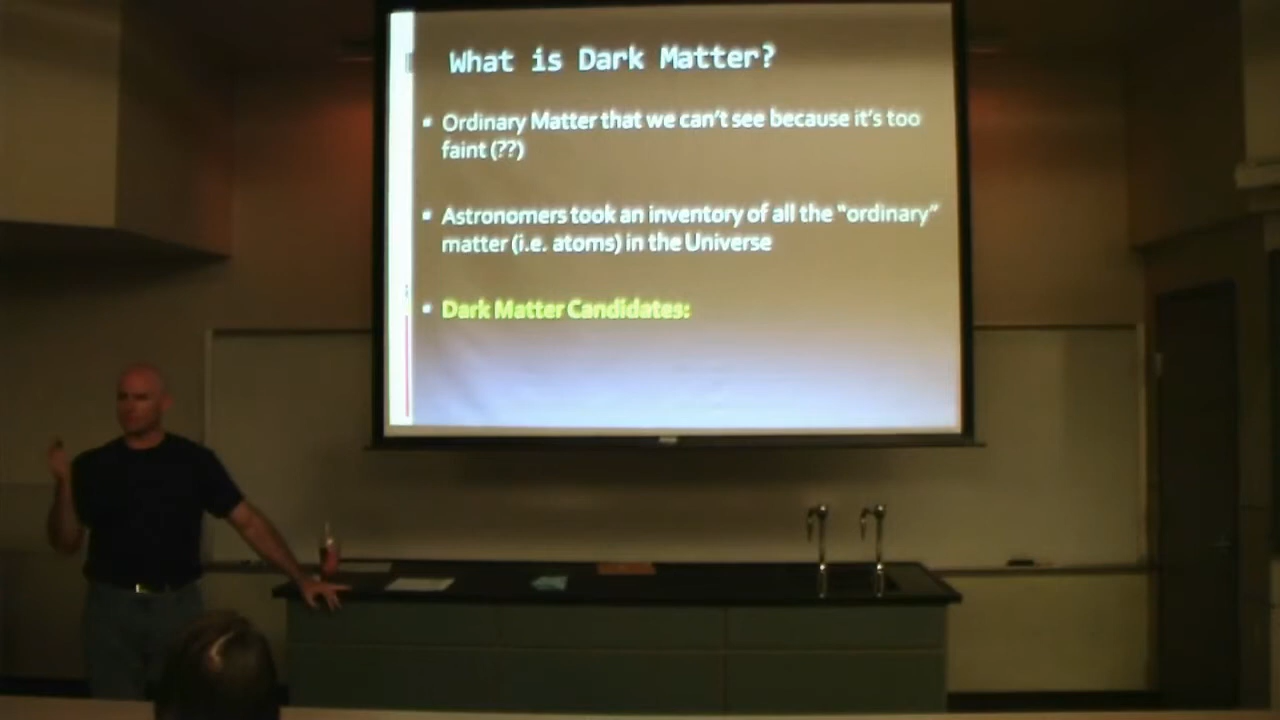 What is Dark Matter?
▪ Ordinary Matter that we can't see because it's too
faint (??)
▪ Astronomers took an inventory of all the "ordinary"
matter (i.e. atoms) in the Universe
▪ Dark Matter Candidates: